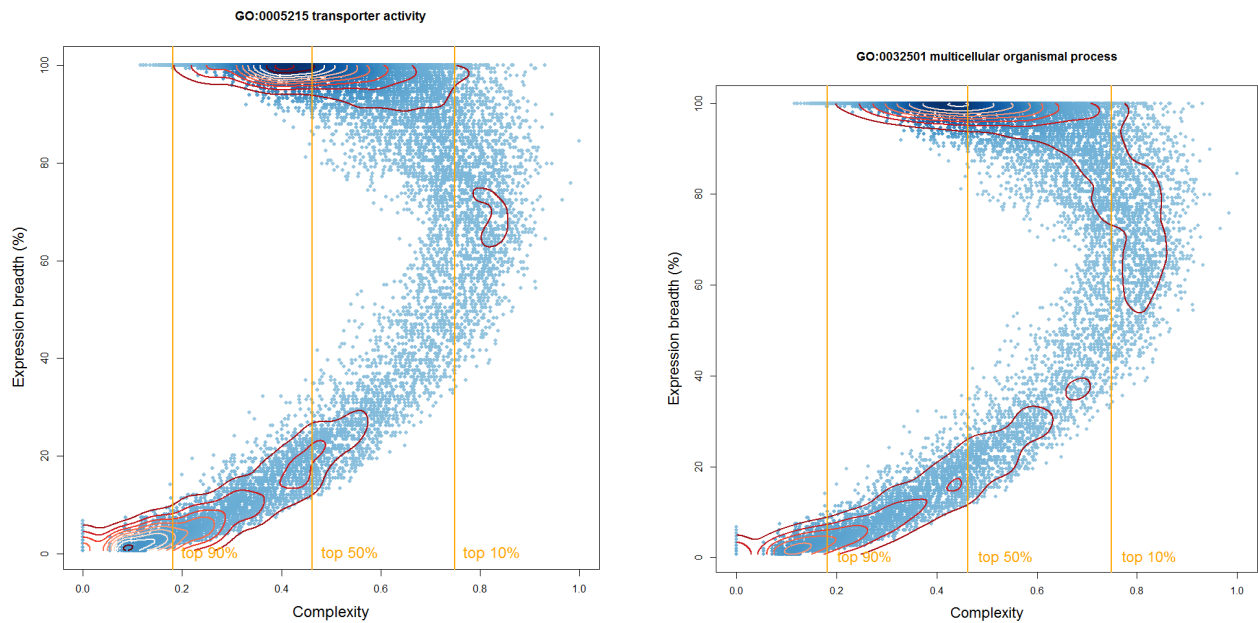 GO:0005215 transporter activity
Expression breadth (%)
100
80
60
40
20
0
top 90%
top 50%
top 10%
0.0 0.2 0.4 0.6 0.8 1.0
Complexity
GO:0032501 multicellular organismal process
Expression breadth (%)
100
80
60
40
20
0
top 90%
top 50%
top 10%
0.0 0.2 0.4 0.6 0.8 1.0
Complexity